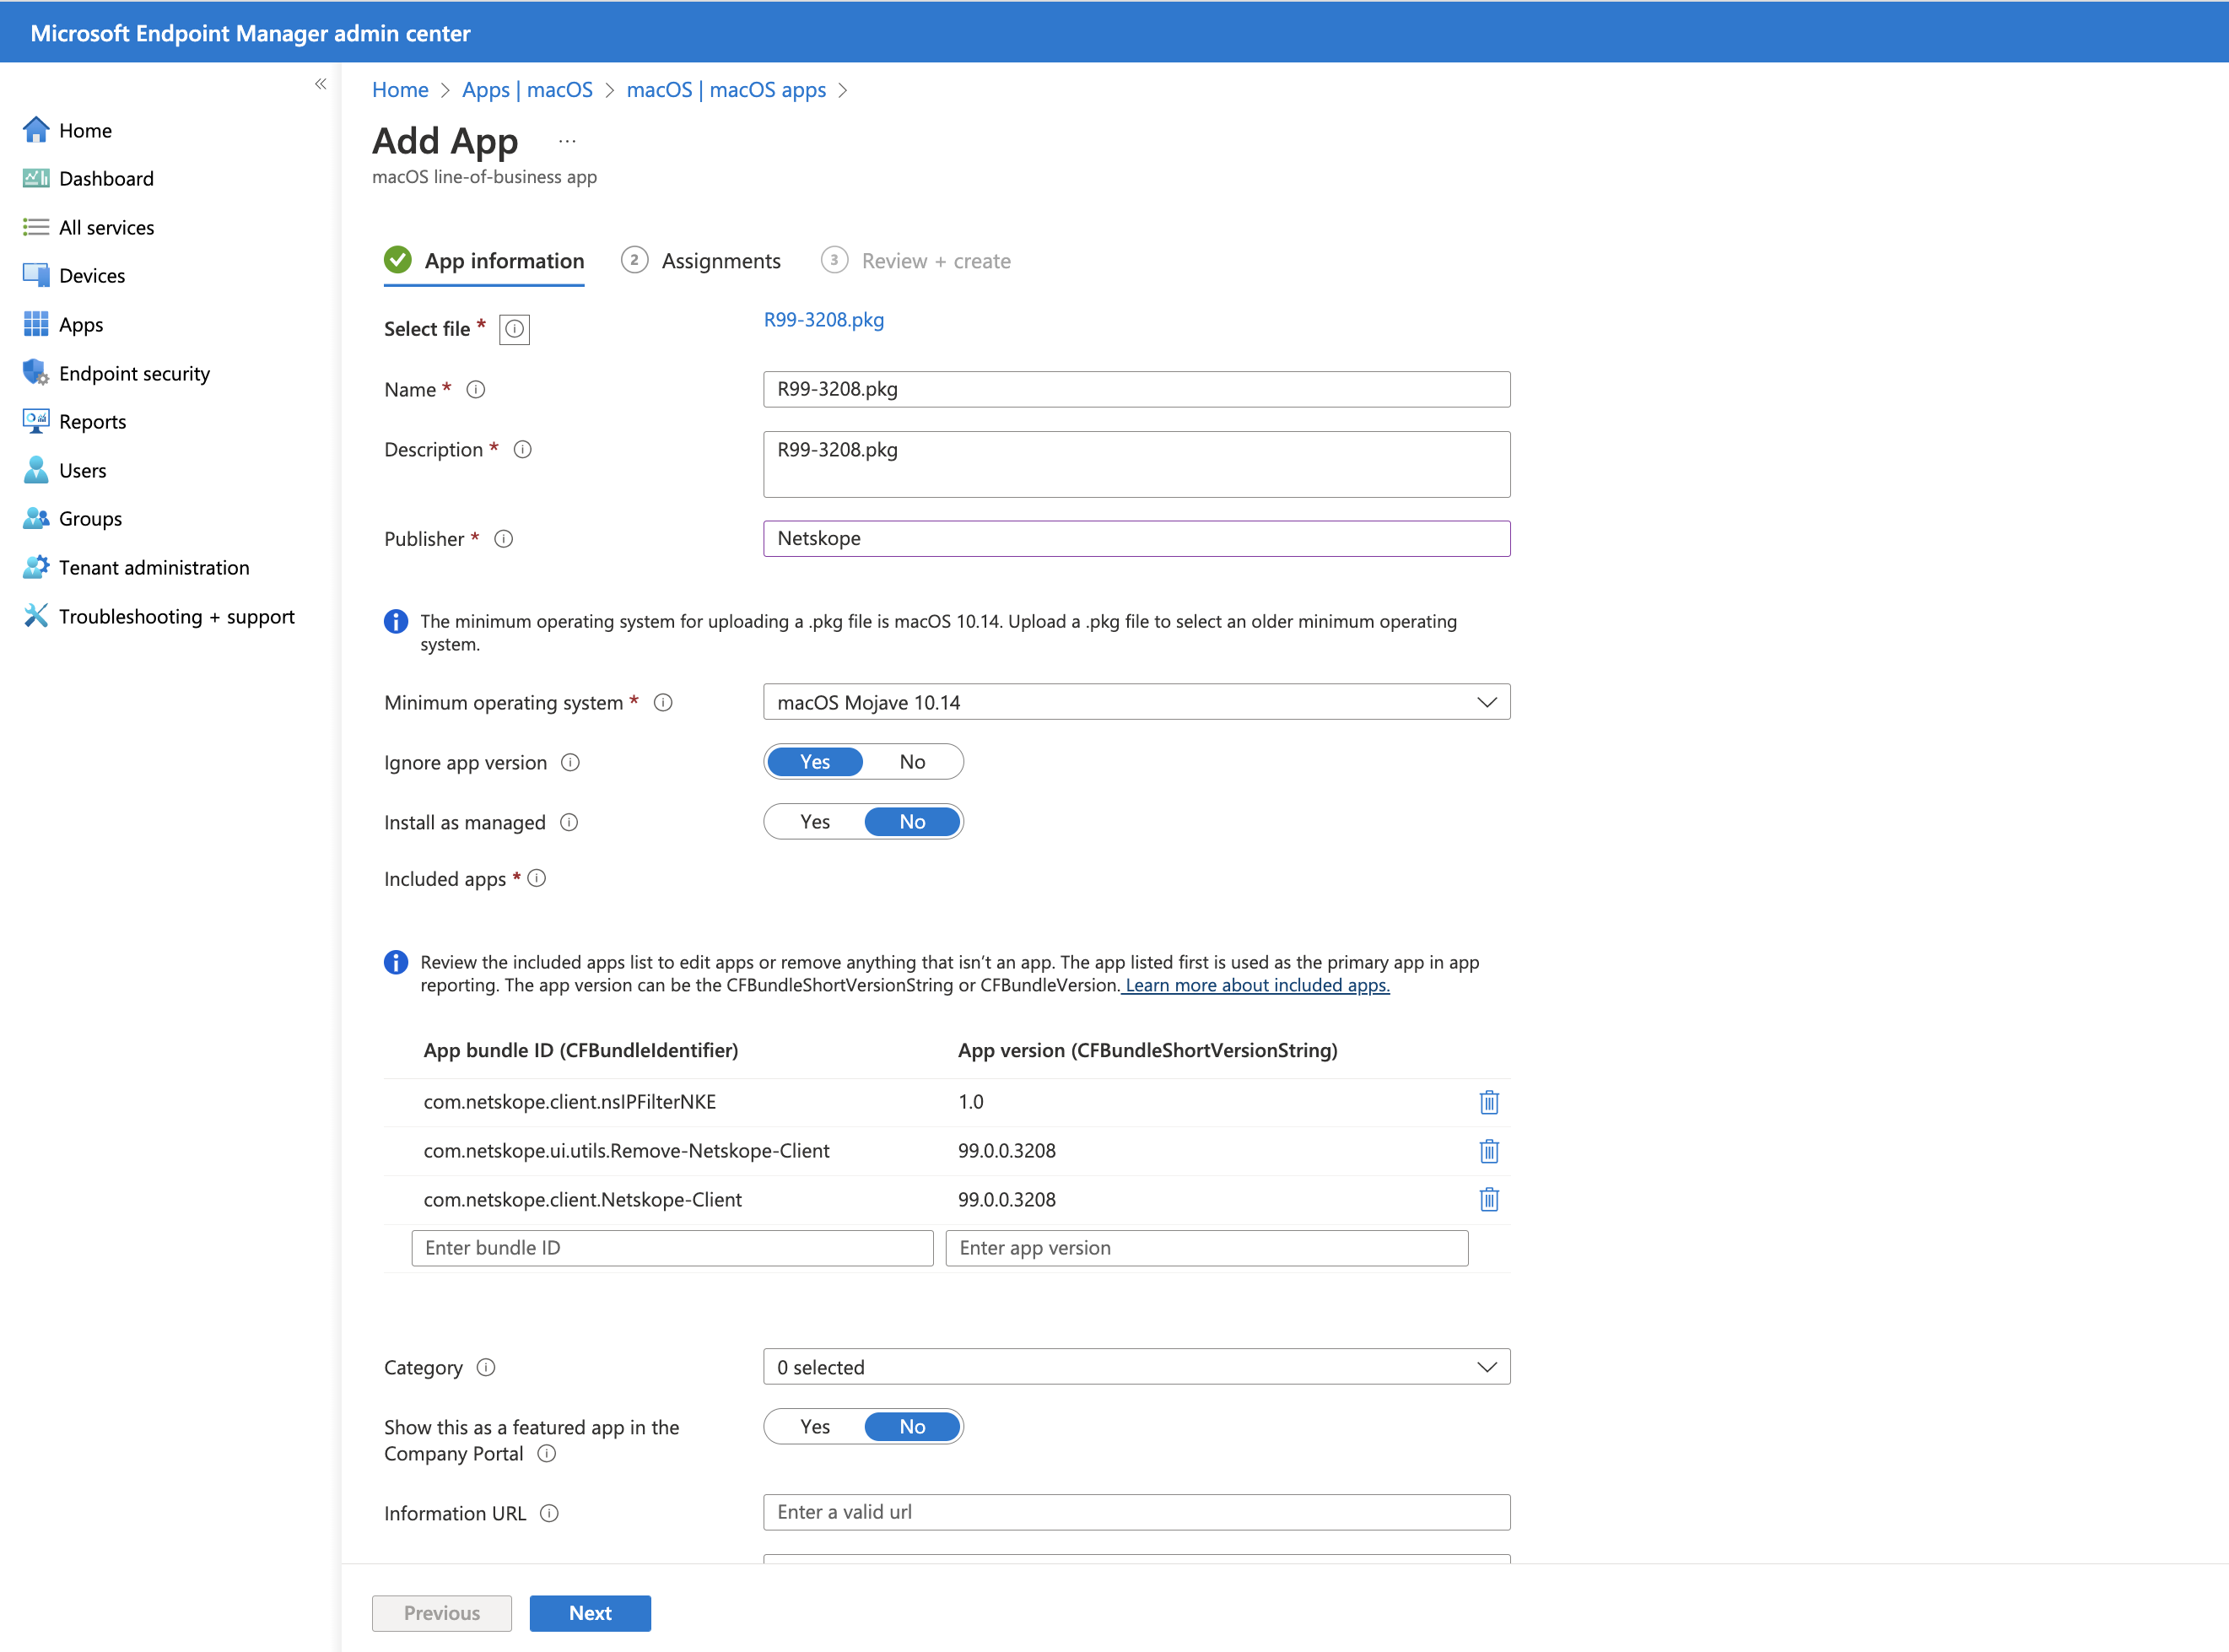 Microsoft Endpoint Manager admin center
«
Home
Dashboard
All services
Devices
Apps
Endpoint security
Reports
Users
Groups
Tenant administration
Troubleshooting + support
Home > Apps | macOS > macOS | macOS apps >
Add App ...
macOS line-of-business app
App information 2 Assignments 3 Review + create
Select file * R99-3208.pkg
Name * R99-3208.pkg
Description * R99-3208.pkg
Publisher * Netskope
The minimum operating system for uploading a .pkg file is macOS 10.14. Upload a .pkg file to select an older minimum operating
system.
Minimum operating system * macOS Mojave 10.14
Ignore app version Yes No
Install as managed Yes No
Included apps *
Review the included apps list to edit apps or remove anything that isn't an app. The app listed first is used as the primary app in app
reporting. The app version can be the CFBundleShortVersionString or CFBundleVersion. Learn more about included apps.
App bundle ID (CFBundleIdentifier) App version (CFBundleShortVersionString)
com.netskope.client.nsIPFilterNKE 1.0
com.netskope.ui.utils.Remove-Netskope-Client 99.0.0.3208
com.netskope.client.Netskope-Client 99.0.0.3208
Enter bundle ID Enter app version
Category 0 selected
Show this as a featured app in the Yes No
Company Portal
Information URL Enter a valid url
Previous Next